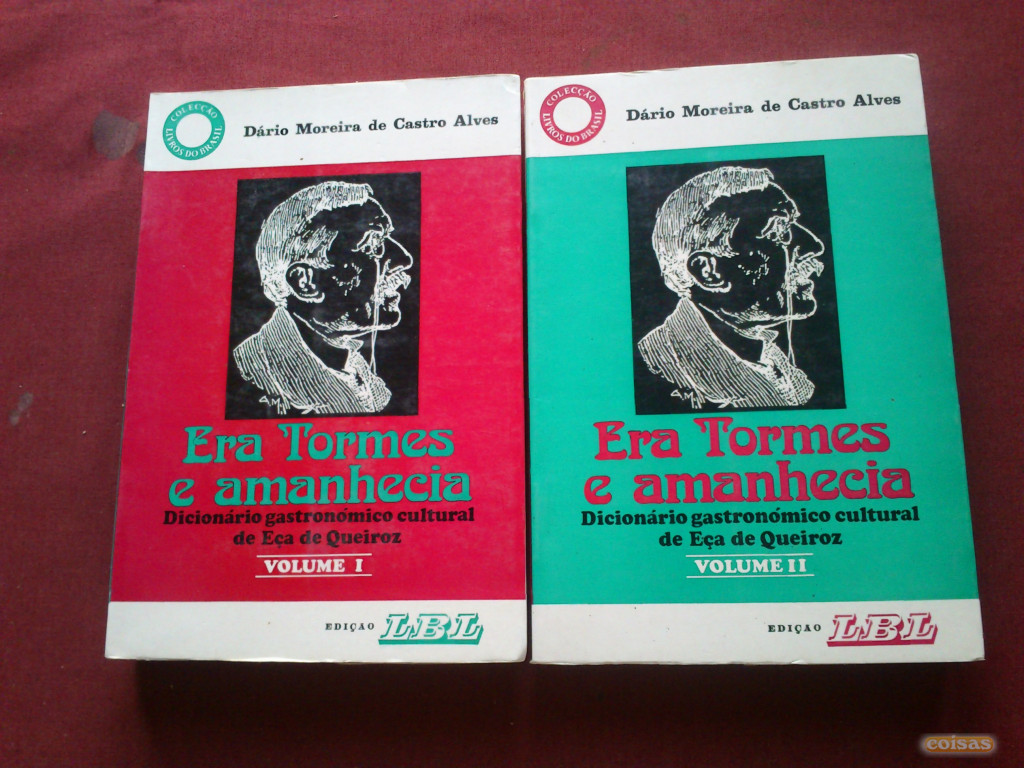 COLECÇÃO
LIVROS DO BRASIL
Dário Moreira de Castro Alves
Era Tormes
e amanhecia
Dicionário gastronómico cultural
de Eça de Queiroz
VOLUME I
EDIÇAO LBL
COLECÇÃO
LIVROS DO BRASIL
Dário Moreira de Castro Alves
Era Tormes
e amanhecia
Dicionário gastronómico cultural
de Eça de Queiroz
VOLUME II
EDIÇAO LBL
coisas